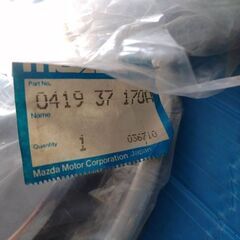 Part No.
0419 37 170A
Name
Quantity
1
036710
Mazda Motor Corporation Japan